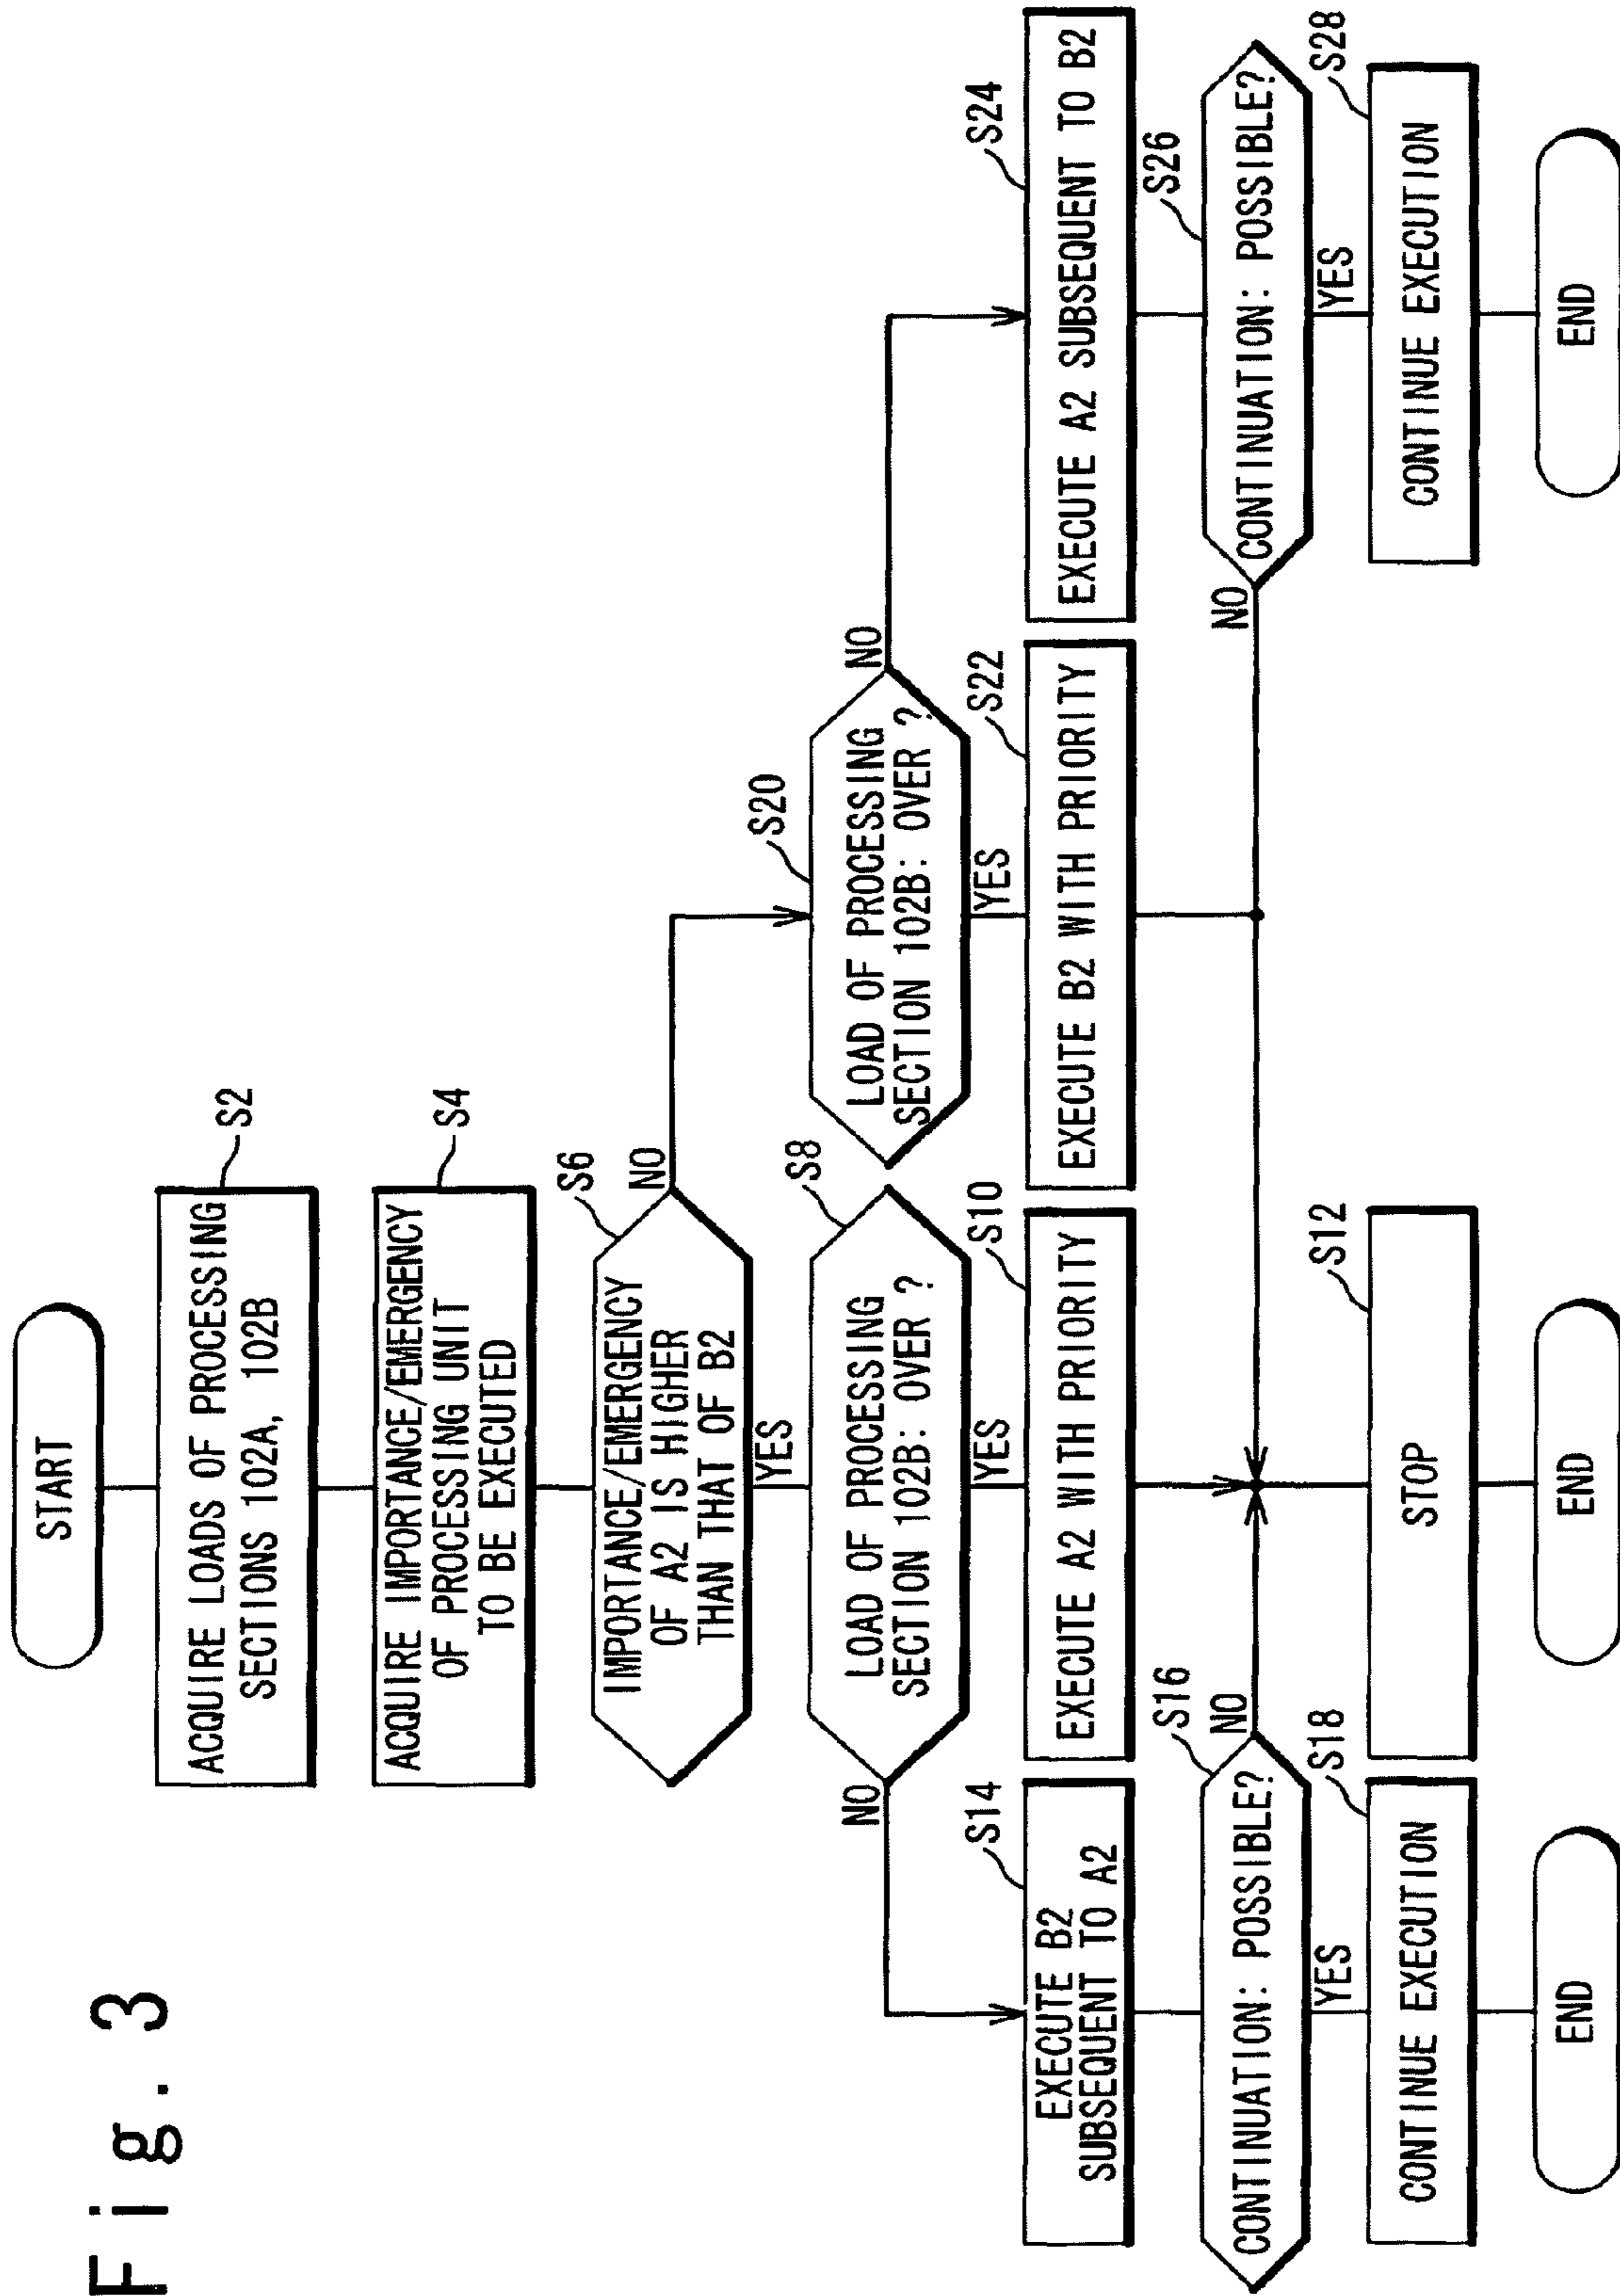 Fig. 3
START
ACQUIRE LOADS OF PROCESSING
SECTIONS 102A, 102B
S2
ACQUIRE IMPORTANCE/EMERGENCY
OF PROCESSING UNIT
TO BE EXECUTED
S4
IMPORTANCE/EMERGENCY
OF A2 IS HIGHER
THAN THAT OF B2
S6
NO
YES
LOAD OF PROCESSING
SECTION 102B: OVER ?
S8
NO
YES
EXECUTE A2 WITH PRIORITY
S10
STOP
S12
END
EXECUTE B2
SUBSEQUENT TO A2
S14
CONTINUATION: POSSIBLE?
S16
NO
YES
CONTINUE EXECUTION
S18
END
LOAD OF PROCESSING
SECTION 102B: OVER ?
S20
NO
YES
EXECUTE B2 WITH PRIORITY
S22
EXECUTE A2 SUBSEQUENT TO B2
S24
CONTINUATION: POSSIBLE?
S26
NO
YES
CONTINUE EXECUTION
S28
END